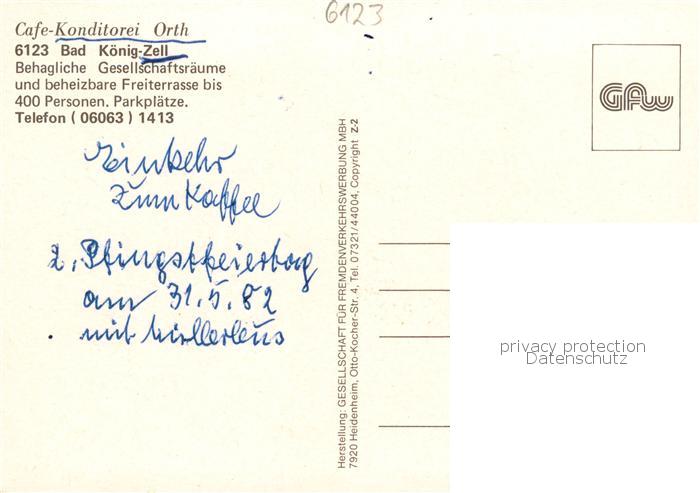 6123
Cafe-Konditorei Orth
6123 Bad König-Zell
Behagliche Gesellschaftsräume
und beheizbare Freiterrasse bis
400 Personen. Parkplätze.
Telefon ( 06063 ) 1413
Einkehr
zum Kaffee
2. Pfingstfeiertag
am 31.5.82
mit
Herstellung: GESELLSCHAFT FÜR FREMDENVERKEHRSWERBUNG MBH
7920 Heidenheim, Otto-Kocher-Str. 4, Tel. 07321/44004, Copyright Z-2
GFW
privacy protection
Datenschutz